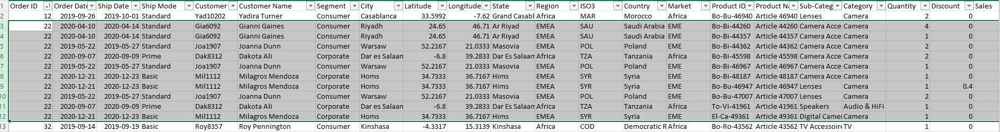 1 Order ID Order Date Ship Date Ship Mode Customer Customer Name Segment City Latitude Longitude State Region ISO3 Country Market Product ID Product Na Sub-Categ Category Quantity Discount Sales
2 12 2019-09-26 2019-10-01 Standard Yad10202 Yadira Turner Consumer Casablanca 33.5992 -7.62 Grand Casabl Africa MAR Morocco Africa Bo-Bu-46940 Article 46940 Lenses Camera 2 0
3 22 2020-04-10 2020-04-14 Standard Gia6092 Gianni Gaines Consumer Riyadh 24.65 46.71 Ar Riyad EMEA SAU Saudi Arabia EME Bo-Bi-44260 Article 44260 Camera Acce Camera 4 0
4 22 2020-04-10 2020-04-14 Standard Gia6092 Gianni Gaines Consumer Riyadh 24.65 46.71 Ar Riyad EMEA SAU Saudi Arabia EME Bo-Bi-44357 Article 44357 Camera Acce Camera 1 0
5 22 2019-05-22 2019-05-27 Standard Joa1907 Joanna Dunn Consumer Warsaw 52.2167 21.0333 Masovia EMEA POL Poland EME Bo-Bi-44362 Article 44362 Camera Acce Camera 2 0
6 22 2020-09-07 2020-09-09 Prime Dak8312 Dakota Ali Corporate Dar es Salaam -6.8 39.2833 Dar Es Salaam Africa TZA Tanzania Africa Bo-Bi-45598 Article 45598 Camera Acce Camera 2 0
7 22 2019-05-22 2019-05-27 Standard Joa1907 Joanna Dunn Consumer Warsaw 52.2167 21.0333 Masovia EMEA POL Poland EME Bo-Bi-46967 Article 46967 Camera Acce Camera 1 0
8 22 2020-12-21 2020-12-23 Basic Mil1112 Milagros Mendoza Corporate Homs 34.7333 36.7167 Hims EMEA SYR Syria EME Bo-Bi-48187 Article 48187 Camera Acce Camera 1 0
9 22 2020-12-21 2020-12-23 Basic Mil1112 Milagros Mendoza Corporate Homs 34.7333 36.7167 Hims EMEA SYR Syria EME Bo-Bu-46947 Article 46947 Lenses Camera 1 0.4
10 22 2019-05-22 2019-05-27 Standard Joa1907 Joanna Dunn Consumer Warsaw 52.2167 21.0333 Masovia EMEA POL Poland EME Bo-Bu-47007 Article 47007 Lenses Camera 2 0
11 22 2020-09-07 2020-09-09 Prime Dak8312 Dakota Ali Corporate Dar es Salaam -6.8 39.2833 Dar Es Salaam Africa TZA Tanzania Africa To-Vi-41961 Article 41961 Speakers Audio & HiFi 1 0
12 22 2020-12-21 2020-12-23 Basic Mil1112 Milagros Mendoza Corporate Homs 34.7333 36.7167 Hims EMEA SYR Syria EME El-Ca-49361 Article 49361 Digital Camer Camera 1 0
13 32 2019-09-14 2019-09-19 Basic Roy8357 Roy Pennington Consumer Kinshasa -4.3317 15.3139 Kinshasa Africa COD Democratic R Africa Bo-Ro-43562 Article 43562 TV Accessoire TV 1 0